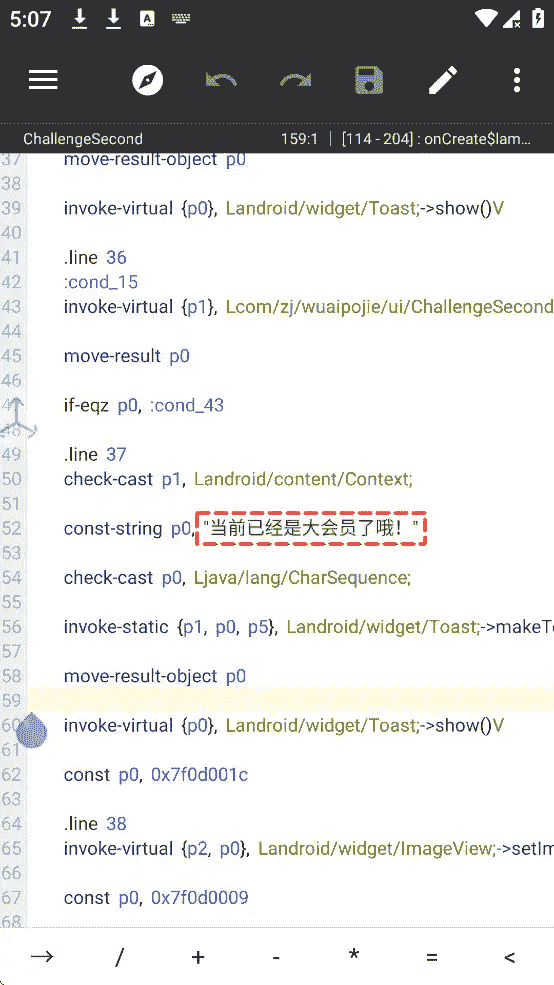 5:07
A
ChallengeSecond 159:1 | [114 - 204] : onCreate$lam...
37 move-result-object p0
38
39 invoke-virtual {p0}, Landroid/widget/Toast;->show()V
40
41 .line 36
42 :cond_15
43 invoke-virtual {p1}, Lcom/zj/wuaipojie/ui/ChallengeSecond
44
45 move-result p0
46
if-eqz p0, :cond_43
48
49 .line 37
50 check-cast p1, Landroid/content/Context;
51
52 const-string p0, "当前已经是大会员了哦！"
53
54 check-cast p0, Ljava/lang/CharSequence;
55
56 invoke-static {p1, p0, p5}, Landroid/widget/Toast;->makeTo
57
58 move-result-object p0
59
60 invoke-virtual {p0}, Landroid/widget/Toast;->show()V
61
62 const p0, 0x7f0d001c
63
64 .line 38
65 invoke-virtual {p2, p0}, Landroid/widget/ImageView;->setIm
66
67 const p0, 0x7f0d0009
68
→ / + - * = <